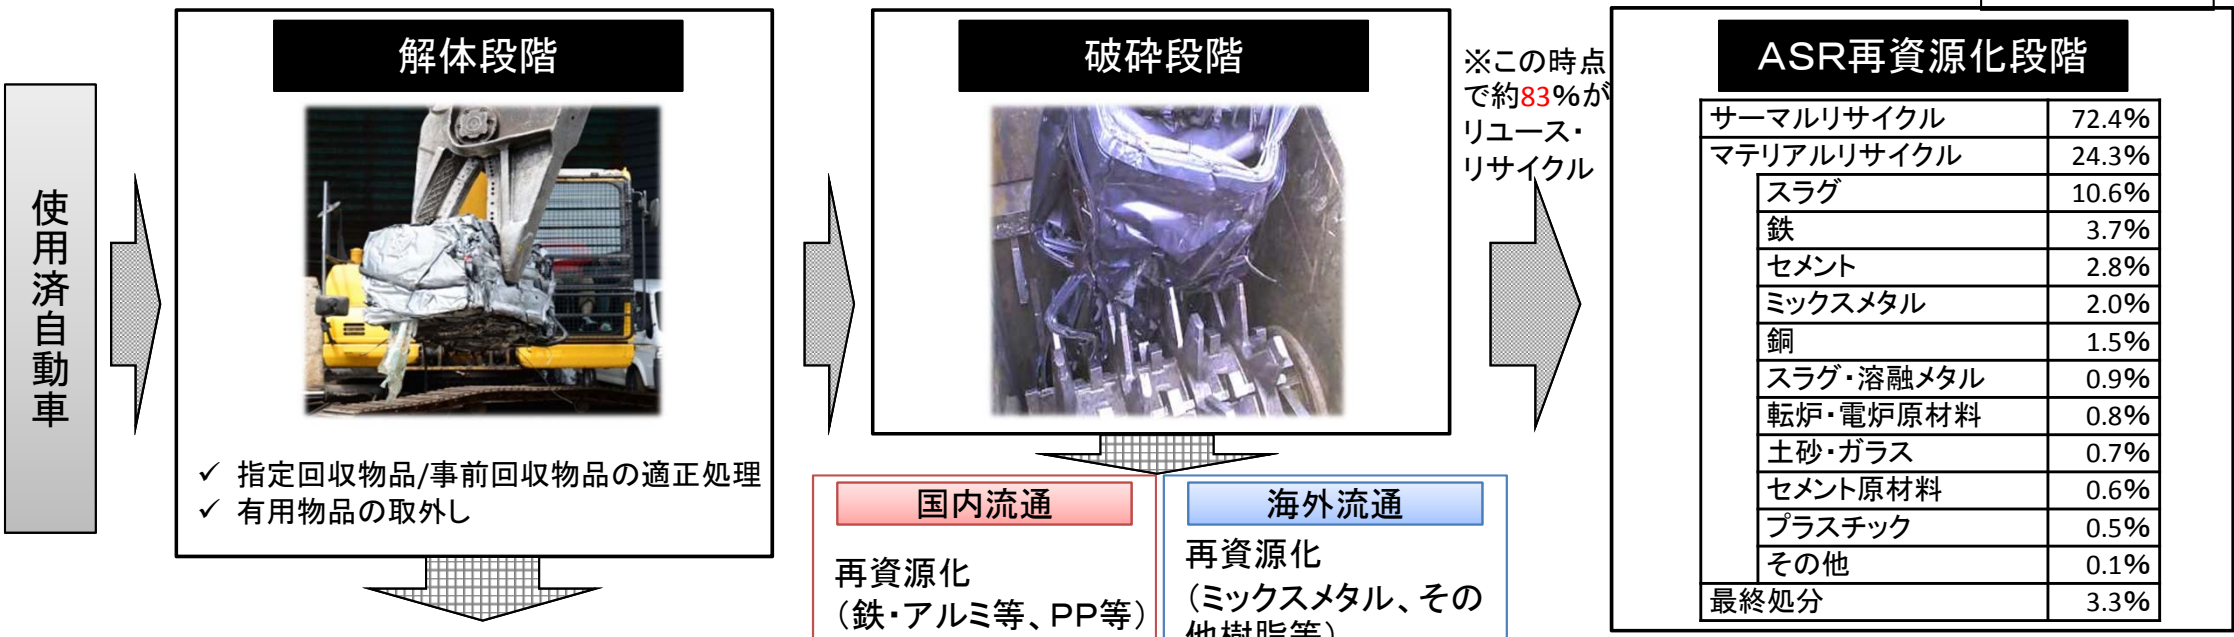 使用済自動車
解体段階
✓ 指定回収物品/事前回収物品の適正処理
✓ 有用物品の取外し
破砕段階
国内流通
再資源化
（鉄・アルミ等、PP等）
海外流通
再資源化
（ミックスメタル、その
他樹脂等）
※この時点
で約83%が
リユース・
リサイクル
ASR再資源化段階
サーマルリサイクル 72.4%
マテリアルリサイクル 24.3%
スラグ 10.6%
鉄 3.7%
セメント 2.8%
ミックスメタル 2.0%
銅 1.5%
スラグ・溶融メタル 0.9%
転炉・電炉原材料 0.8%
土砂・ガラス 0.7%
セメント原材料 0.6%
プラスチック 0.5%
その他 0.1%
最終処分 3.3%